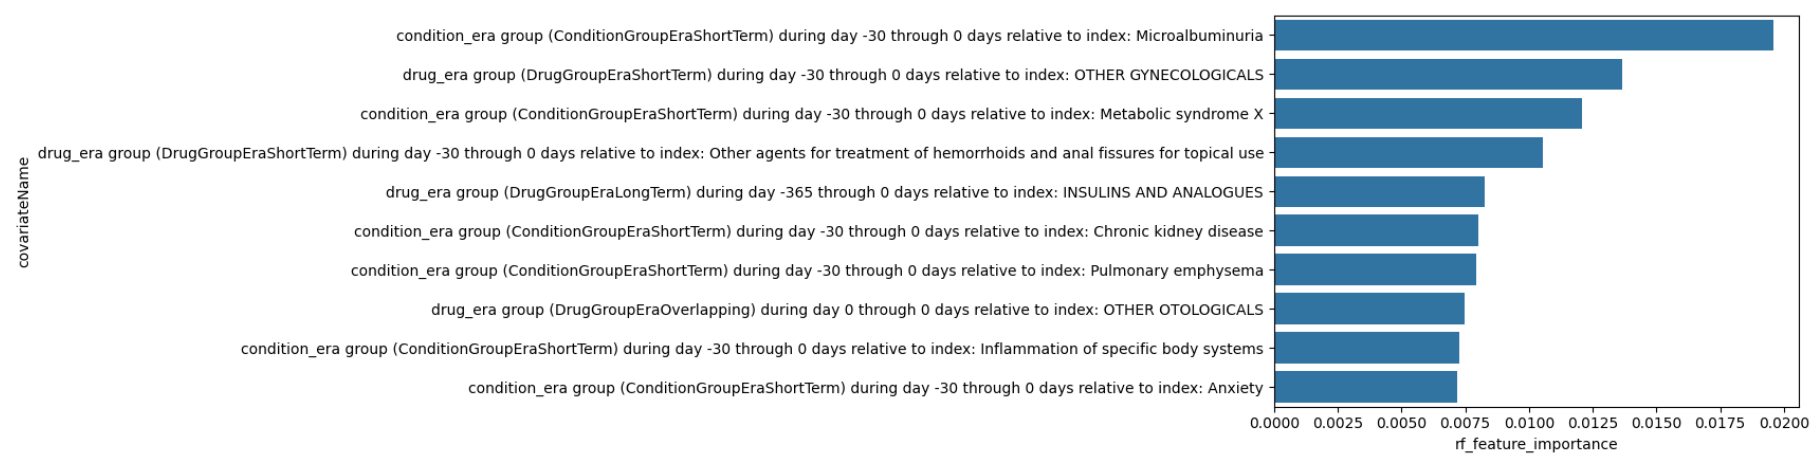 condition_era group (ConditionGroupEraShortTerm) during day -30 through 0 days relative to index: Microalbuminuria
drug_era group (DrugGroupEraShortTerm) during day -30 through 0 days relative to index: OTHER GYNECOLOGICALS
condition_era group (ConditionGroupEraShortTerm) during day -30 through 0 days relative to index: Metabolic syndrome X
drug_era group (DrugGroupEraShortTerm) during day -30 through 0 days relative to index: Other agents for treatment of hemorrhoids and anal fissures for topical use
drug_era group (DrugGroupEraLongTerm) during day -365 through 0 days relative to index: INSULINS AND ANALOGUES
condition_era group (ConditionGroupEraShortTerm) during day -30 through 0 days relative to index: Chronic kidney disease
condition_era group (ConditionGroupEraShortTerm) during day -30 through 0 days relative to index: Pulmonary emphysema
drug_era group (DrugGroupEraOverlapping) during day 0 through 0 days relative to index: OTHER OTOLOGICALS
condition_era group (ConditionGroupEraShortTerm) during day -30 through 0 days relative to index: Inflammation of specific body systems
condition_era group (ConditionGroupEraShortTerm) during day -30 through 0 days relative to index: Anxiety
covariateName
0.0000 0.0025 0.0050 0.0075 0.0100 0.0125 0.0150 0.0175 0.0200
rf_feature_importance